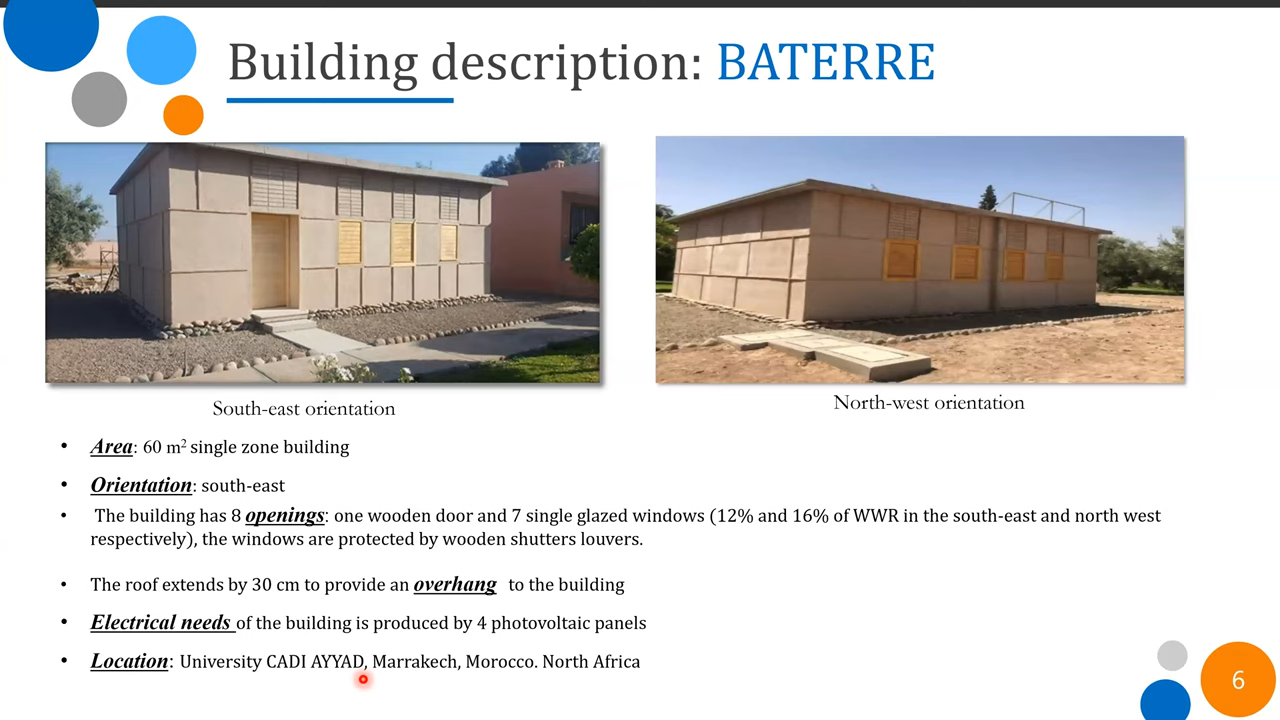 Building description: BATERRE
South-east orientation
North-west orientation
• Area: 60 m² single zone building
• Orientation: south-east
• The building has 8 openings: one wooden door and 7 single glazed windows (12% and 16% of WWR in the south-east and north west
respectively), the windows are protected by wooden shutters louvers.
• The roof extends by 30 cm to provide an overhang to the building
• Electrical needs of the building is produced by 4 photovoltaic panels
• Location: University CADI AYYAD, Marrakech, Morocco. North Africa
6